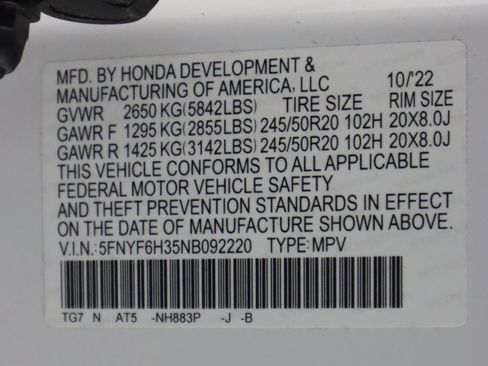 MFD. BY HONDA DEVELOPMENT &
MANUFACTURING OF AMERICA, LLC 10/'22
GVWR 2650 KG(5842LBS) TIRE SIZE RIM SIZE
GAWR F 1295 KG(2855LBS) 245/50R20 102H 20X8.0J
GAWR R 1425 KG(3142LBS) 245/50R20 102H 20X8.0J
THIS VEHICLE CONFORMS TO ALL APPLICABLE
FEDERAL MOTOR VEHICLE SAFETY
AND THEFT PREVENTION STANDARDS IN EFFECT
ON THE DATE OF MANUFACTURE SHOWN ABOVE.
V.I.N.: 5FNYF6H35NB092220 TYPE: MPV
TG7 N AT5 -NH883P -J -B